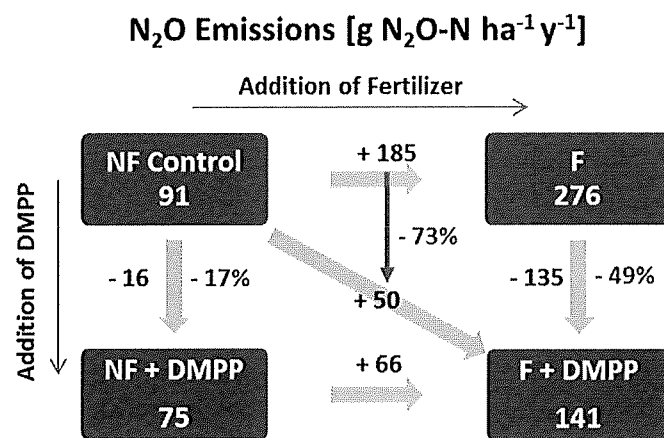 N₂O Emissions [g N₂O-N ha⁻¹ y⁻¹]
Addition of Fertilizer
Addition of DMPP
NF Control
91
+ 185
F
276
- 73%
- 16
- 17%
+ 50
- 135
- 49%
NF + DMPP
75
+ 66
F + DMPP
141